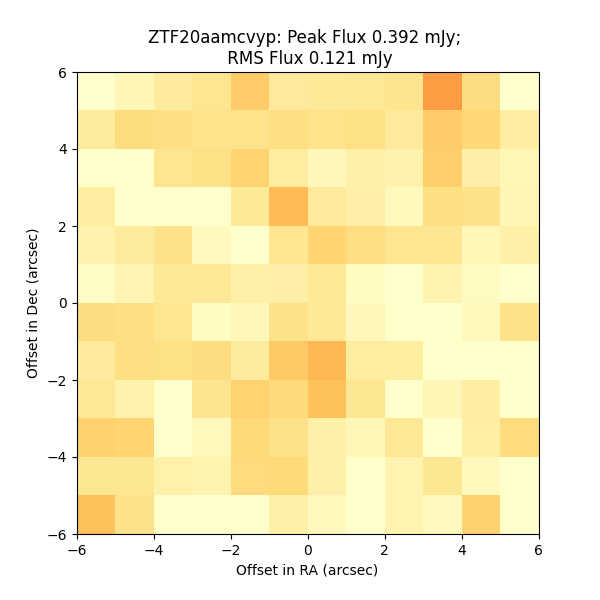 ZTF20aamcvyp: Peak Flux 0.392 mJy;
RMS Flux 0.121 mJy
6
4
2
0
−2
−4
−6
Offset in Dec (arcsec)
−6 −4 −2 0 2 4 6
Offset in RA (arcsec)